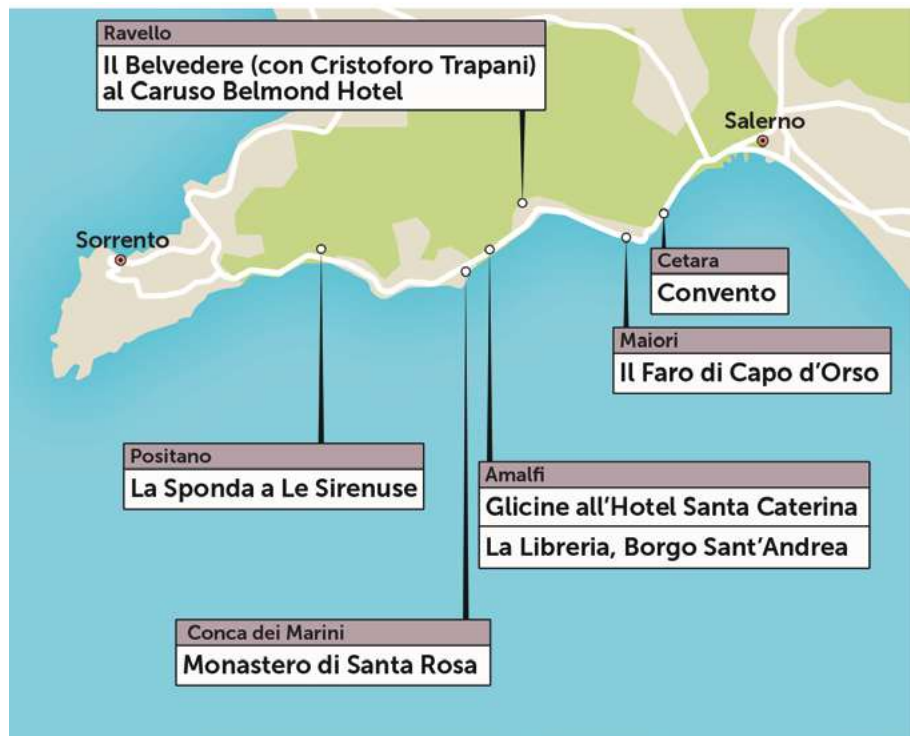 Ravello
Il Belvedere (con Cristoforo Trapani)
al Caruso Belmond Hotel
Salerno
Sorrento
Cetara
Convento
Maiori
Il Faro di Capo d’Orso
Positano
La Sponda a Le Sirenuse
Amalfi
Glicine all’Hotel Santa Caterina
La Libreria, Borgo Sant’Andrea
Conca dei Marini
Monastero di Santa Rosa